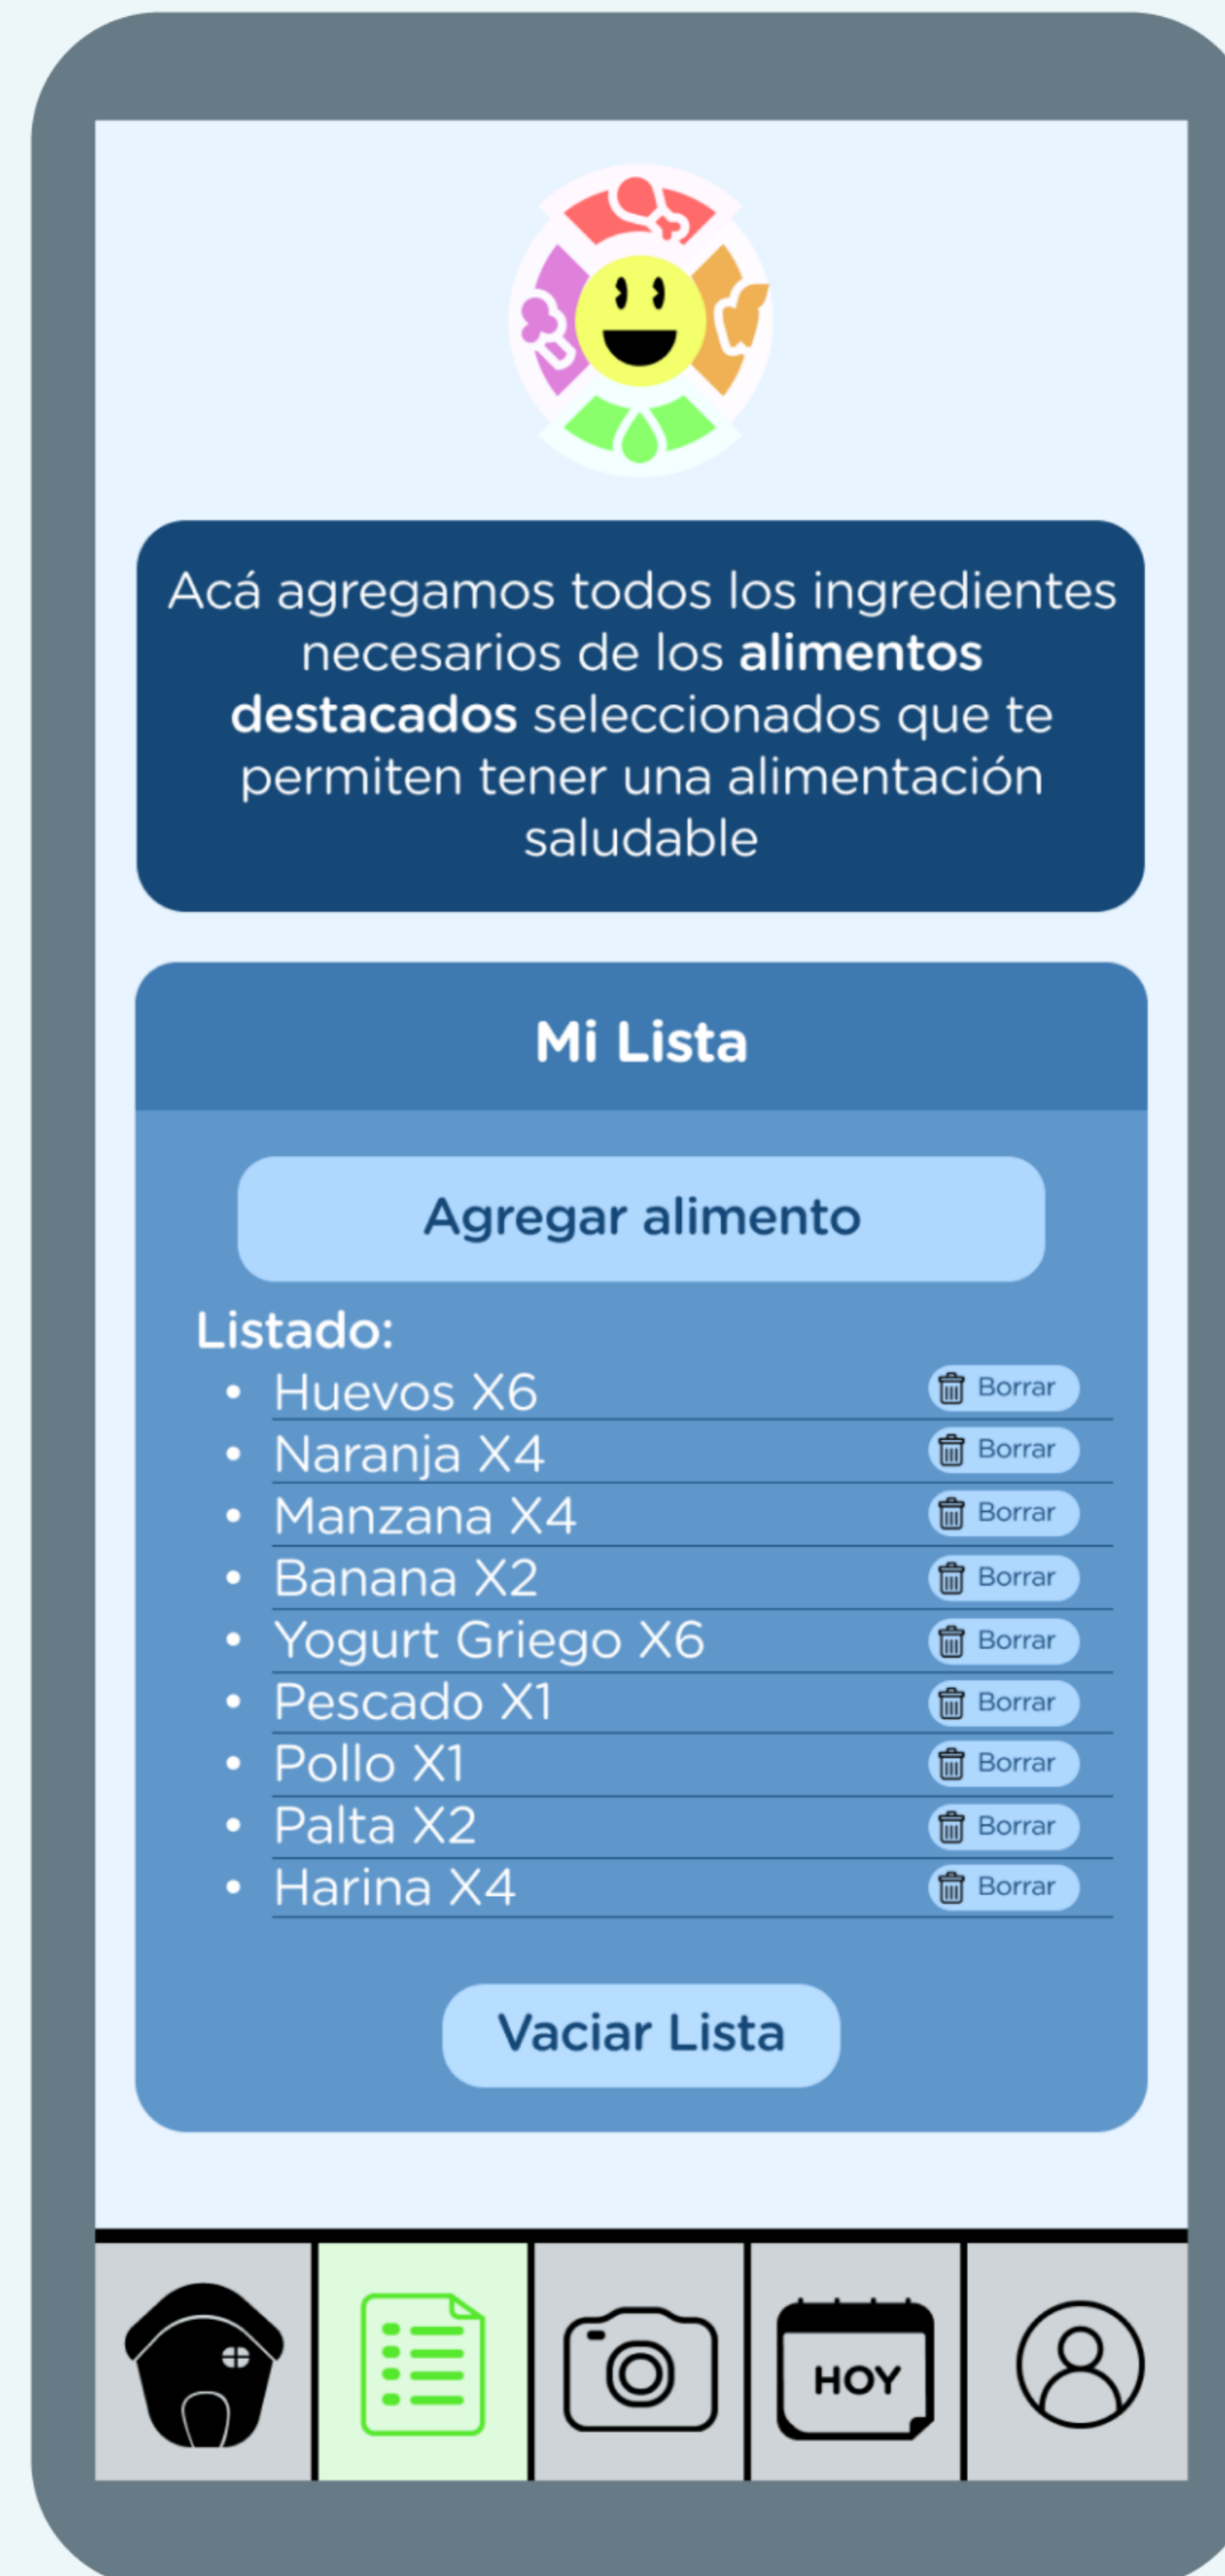 Acá agregamos todos los ingredientes
necesarios de los alimentos
destacados seleccionados que te
permiten tener una alimentación
saludable
Mi Lista
Agregar alimento
Listado:
• Huevos X6 Borrar
• Naranja X4 Borrar
• Manzana X4 Borrar
• Banana X2 Borrar
• Yogurt Griego X6 Borrar
• Pescado X1 Borrar
• Pollo X1 Borrar
• Palta X2 Borrar
• Harina X4 Borrar
Vaciar Lista
HOY